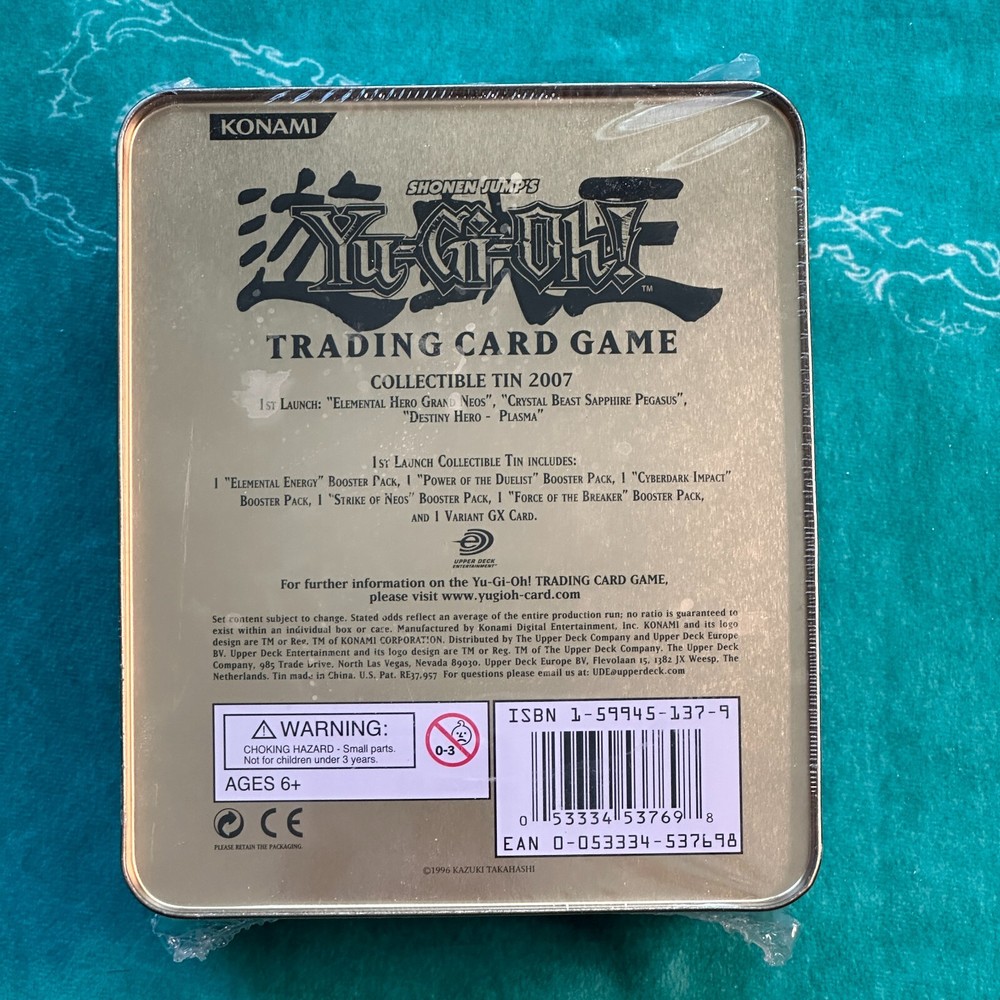 KONAMI
SHONEN JUMP'S
遊戯王
Yu-Gi-Oh! TM
TRADING CARD GAME
COLLECTIBLE TIN 2007
1ST LAUNCH: "ELEMENTAL HERO GRAND NEOS", "CRYSTAL BEAST SAPPHIRE PEGASUS",
"DESTINY HERO - PLASMA"
1ST LAUNCH COLLECTIBLE TIN INCLUDES:
1 "ELEMENTAL ENERGY" BOOSTER PACK, 1 "POWER OF THE DUELIST" BOOSTER PACK, 1 "CYBERDARK IMPACT"
BOOSTER PACK, 1 "STRIKE OF NEOS" BOOSTER PACK, 1 "FORCE OF THE BREAKER" BOOSTER PACK,
AND 1 VARIANT GX CARD.
UPPER DECK
ENTERTAINMENT
For further information on the Yu-Gi-Oh! TRADING CARD GAME,
please visit www.yugioh-card.com
Set content subject to change. Stated odds reflect an average of the entire production run; no ratio is guaranteed to
exist within an individual box or case. Manufactured by Konami Digital Entertainment, Inc. KONAMI and its logo
design are TM or Reg. TM of KONAMI CORPORATION. Distributed by The Upper Deck Company and Upper Deck Europe
BV. Upper Deck Entertainment and its logo design are TM or Reg. TM of The Upper Deck Company. The Upper Deck
Company, 985 Trade Drive, North Las Vegas, Nevada 89030. Upper Deck Europe BV, Flevolaan 15, 1382 JX Weesp, The
Netherlands. Tin made in China. U.S. Pat. RE37,957 For questions please email us at: UDE@upperdeck.com
WARNING:
CHOKING HAZARD - Small parts.
Not for children under 3 years.
0-3
AGES 6+
ISBN 1-59945-137-9
0 53334 53769 8
EAN 0-053334-537698
CE
PLEASE RETAIN THE PACKAGING
©1996 KAZUKI TAKAHASHI